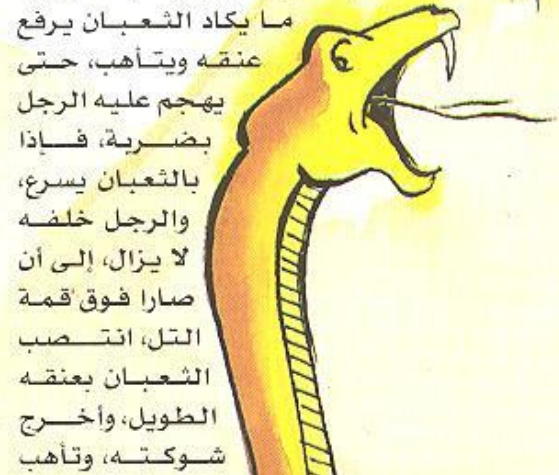 ما يكاد الثعبان يرفع
عنقه ويتأهب، حتى
يهجم عليه الرجل
بضربة، فإذا
بالثعبان يسرع،
والرجل خلفه
لا يزال، إلى أن
صارا فوق قمة
التل، انتصب
الثعبان بعنقه
الطويل، وأخرج
شوكته، وتأهب